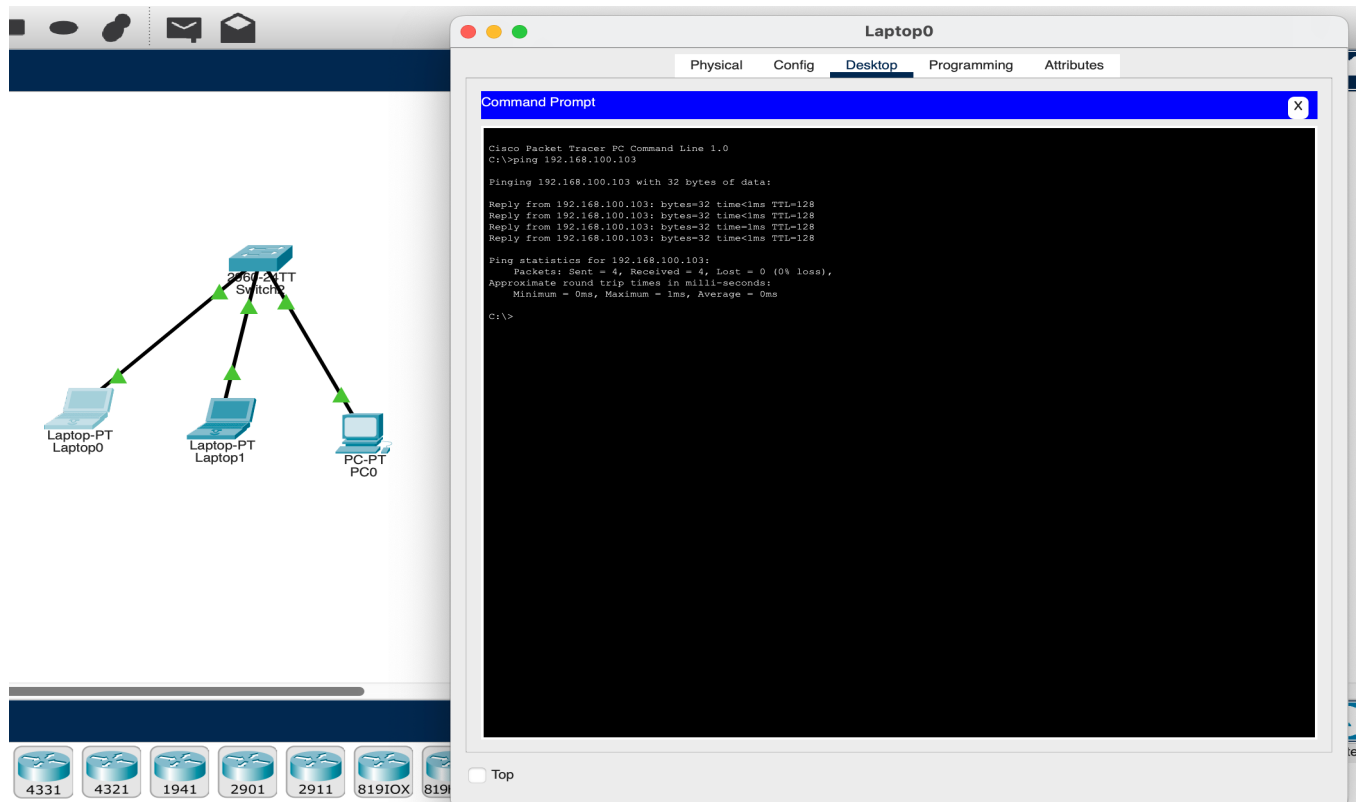 Laptop0
Physical Config Desktop Programming Attributes
Command Prompt
X
Cisco Packet Tracer PC Command Line 1.0
C:\>ping 192.168.100.103
Pinging 192.168.100.103 with 32 bytes of data:
Reply from 192.168.100.103: bytes=32 time<1ms TTL=128
Reply from 192.168.100.103: bytes=32 time<1ms TTL=128
Reply from 192.168.100.103: bytes=32 time=1ms TTL=128
Reply from 192.168.100.103: bytes=32 time<1ms TTL=128
Ping statistics for 192.168.100.103:
Packets: Sent = 4, Received = 4, Lost = 0 (0% loss),
Approximate round trip times in milli-seconds:
Minimum = 0ms, Maximum = 1ms, Average = 0ms
C:\>
Top
2960-24TT
Switch2
Laptop-PT
Laptop0
Laptop-PT
Laptop1
PC-PT
PC0
4331 4321 1941 2901 2911 819IOX